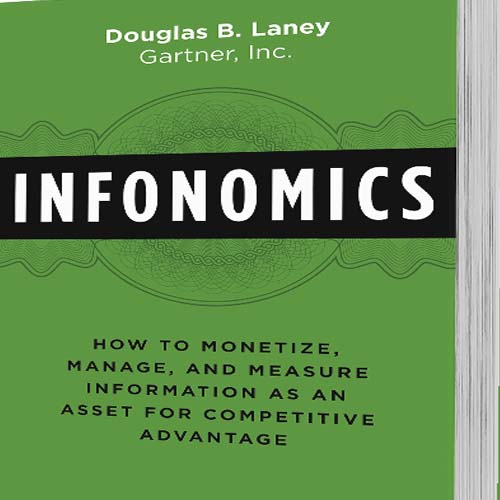 Douglas B. Laney
Gartner, Inc.
INFONOMICS
HOW TO MONETIZE,
MANAGE, AND MEASURE
INFORMATION AS AN
ASSET FOR COMPETITIVE
ADVANTAGE